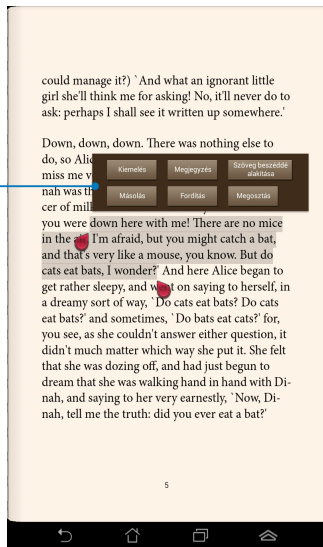 could manage it?) `And what an ignorant little
girl she'll think me for asking! No, it'll never do to
ask: perhaps I shall see it written up somewhere.'
Down, down, down. There was nothing else to
do, so Alic
miss me v
nah was th
cer of mill
Kiemelés
Megjegyzés
Szöveg beszéddé
alakítása
Másolás
Fordítás
Megosztás
you were down here with me! There are no mice
in the I'm afraid, but you might catch a bat,
and that's very like a mouse, you know. But do
cats eat bats, I wonder?' And here Alice began to
get rather sleepy, and went on saying to herself, in
a dreamy sort of way, `Do cats eat bats? Do cats
eat bats?' and sometimes, `Do bats eat cats?' for,
you see, as she couldn't answer either question, it
didn't much matter which way she put it. She felt
that she was dozing off, and had just begun to
dream that she was walking hand in hand with Di-
nah, and saying to her very earnestly, `Now, Di-
nah, tell me the truth: did you ever eat a bat?'
5